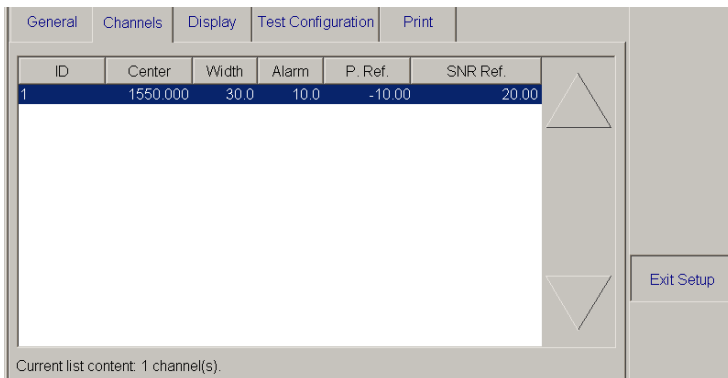 General Channels Display Test Configuration Print
ID Center Width Alarm P. Ref. SNR Ref.
1 1550.000 30.0 10.0 -10.00 20.00
Exit Setup
Current list content: 1 channel(s).